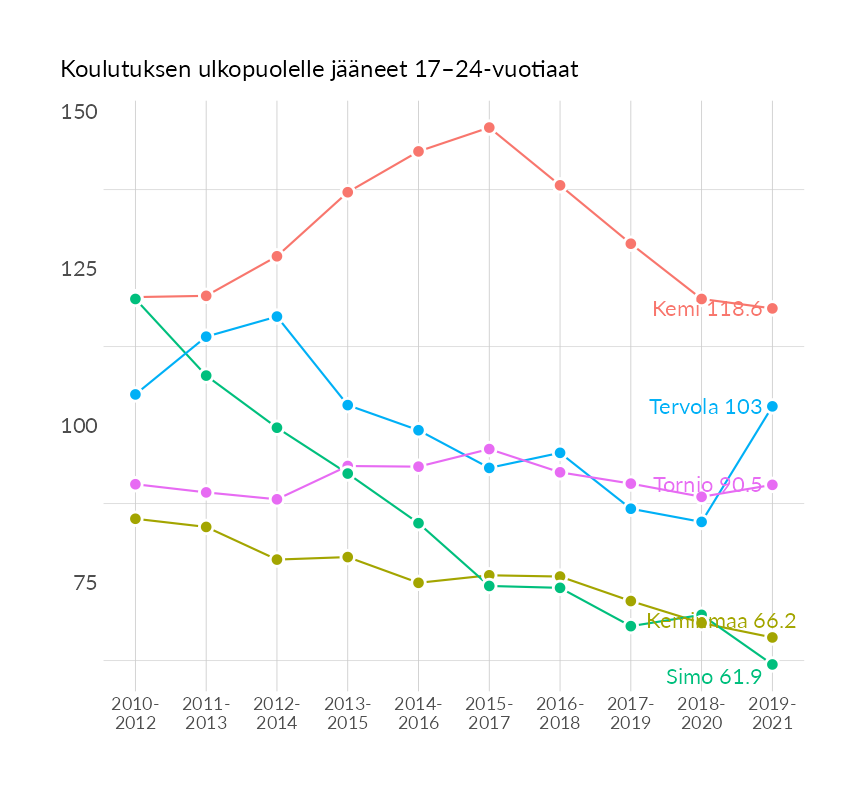 Koulutuksen ulkopuolelle jääneet 17–24-vuotiaat
150
125
100
75
Kemi 118.6
Tervola 103
Tornio 90.5
Keminmaa 66.2
Simo 61.9
2010- 2011- 2012- 2013- 2014- 2015- 2016- 2017- 2018- 2019-
2012 2013 2014 2015 2016 2017 2018 2019 2020 2021